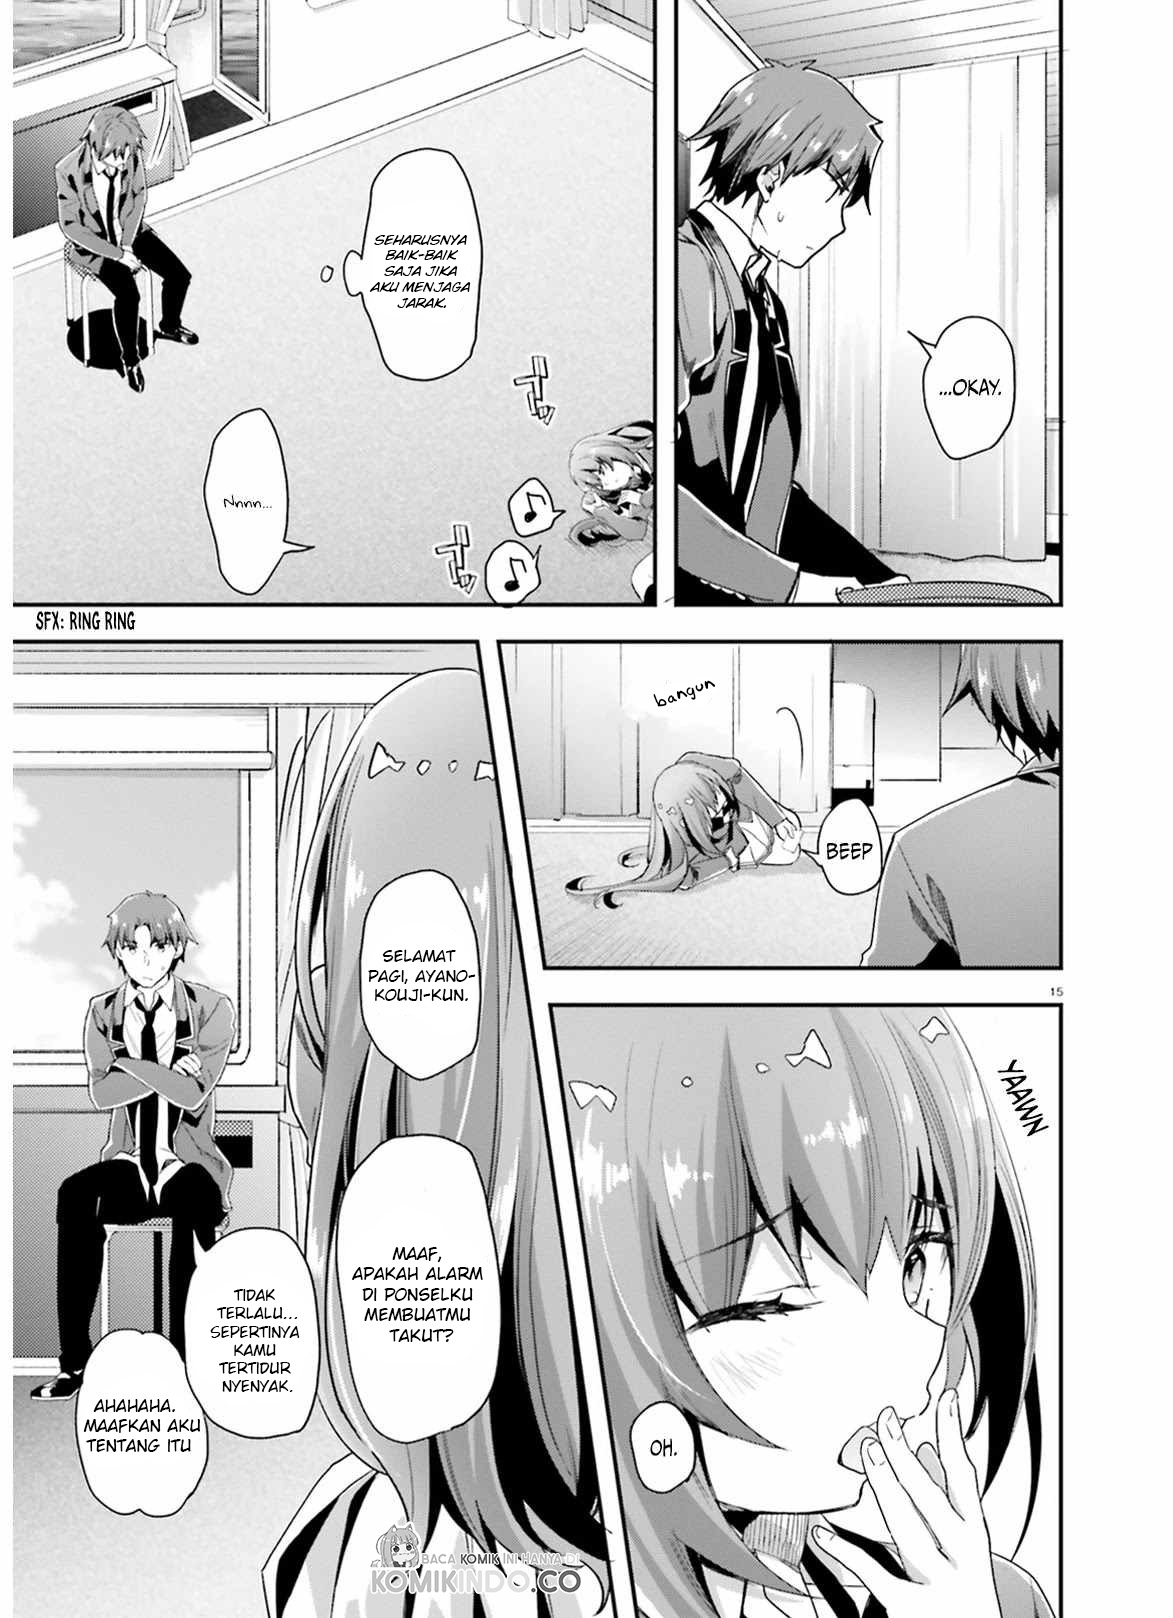 ...OKAY.
SEHARUSNYA
BAIK-BAIK
SAJA JIKA
AKU MENJAGA
JARAK.
Nnnn...
SFX: RING RING
bangun
BEEP
15
YAAWN
OH.
SELAMAT
PAGI, AYANO-
KOUJI-KUN.
MAAF,
APAKAH ALARM
DI PONSELKU
MEMBUATMU
TAKUT?
TIDAK
TERLALU...
SEPERTINYA
KAMU
TERTIDUR
NYENYAK.
AHAHAHA.
MAAFKAN AKU
TENTANG ITU
BACA KOMIK INI HANYA DI
KOMIKINDO.CO